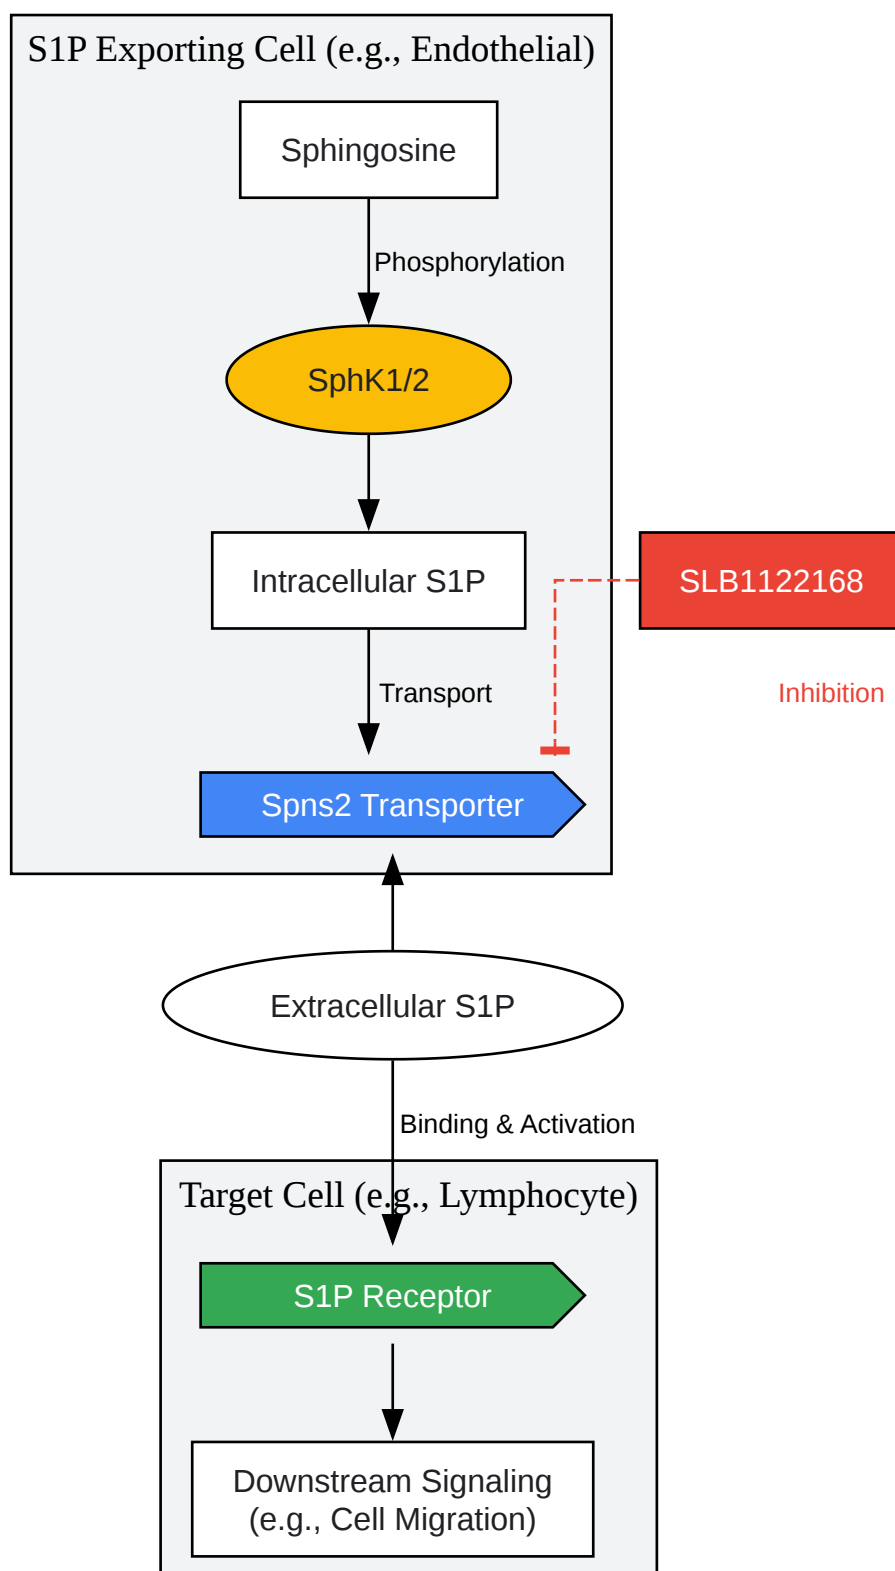 S1P Exporting Cell (e.g., Endothelial)
Sphingosine
Phosphorylation
SphK1/2
Intracellular S1P
SLB1122168
Transport
Inhibition
Spns2 Transporter
Extracellular S1P
Binding & Activation
Target Cell (e.g., Lymphocyte)
S1P Receptor
Downstream Signaling
(e.g., Cell Migration)